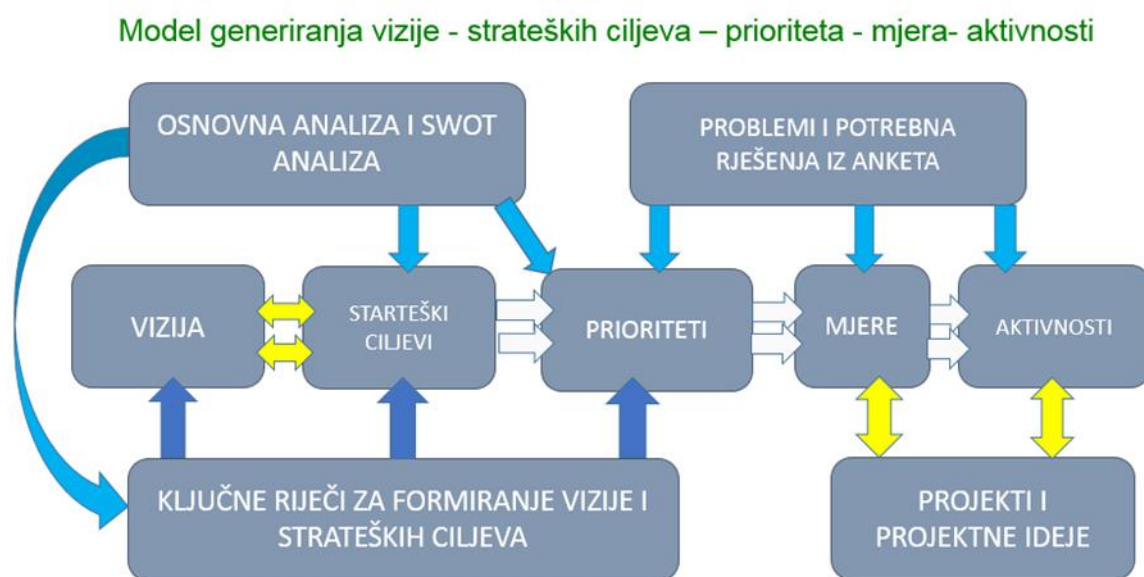 Model generiranja vizije - strateških ciljeva – prioriteta - mjera- aktivnosti
OSNOVNA ANALIZA I SWOT
ANALIZA
PROBLEMI I POTREBNA
RJEŠENJA IZ ANKETA
VIZIJA
STARTEŠKI
CILJEVI
PRIORITETI
MJERE
AKTIVNOSTI
KLJUČNE RIJEČI ZA FORMIRANJE VIZIJE I
STRATEŠKIH CILJEVA
PROJEKTI I
PROJEKTNE IDEJE